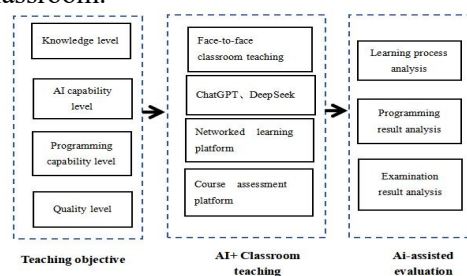 classroom.
Knowledge level
AI capability
level
Programming
capability level
Quality level
Teaching objective
Face-to-face
classroom teaching
ChatGPT、DeepSeek
Networked learning
platform
Course assessment
platform
AI+ Classroom
teaching
Learning process
analysis
Programming
result analysis
Examination
result analysis
Ai-assisted
evaluation